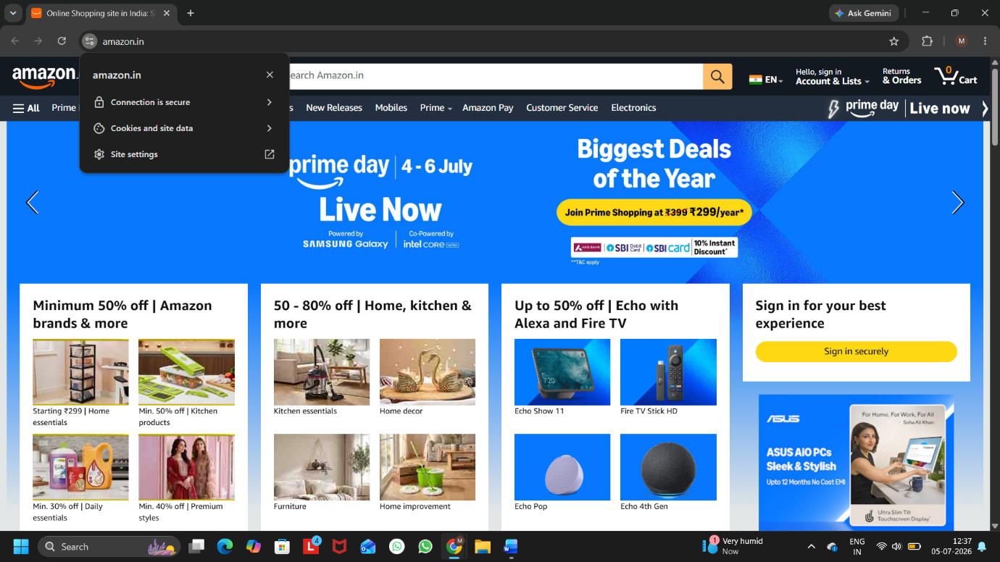 Online Shopping site in India: S
Ask Gemini
amazon.in
M
amazon.in
Connection is secure
Cookies and site data
Site settings
amazon.
earch Amazon.in
EN
Hello, sign in
Account & Lists
Returns
& Orders
0
Cart
All
Prime
s
New Releases
Mobiles
Prime
Amazon Pay
Customer Service
Electronics
prime day
Live now
prime day
4 - 6 July
Live Now
Powered by
SAMSUNG Galaxy
Co-Powered by
intel CORE ULTRA
Biggest Deals
of the Year
Join Prime Shopping at ₹399 ₹299/year*
AXIS BANK
SBI Debit Card
SBI card
10% Instant
Discount*
**T&C apply
Minimum 50% off | Amazon
brands & more
Starting ₹299 | Home
essentials
Min. 50% off | Kitchen
products
Min. 30% off | Daily
essentials
Min. 40% off | Premium
styles
50 - 80% off | Home, kitchen &
more
Kitchen essentials
Home decor
Furniture
Home improvement
Up to 50% off | Echo with
Alexa and Fire TV
7:20
Echo Show 11
Fire TV Stick HD
Echo Pop
Echo 4th Gen
Sign in for your best
experience
Sign in securely
ASUS
ASUS AiO PCs
Sleek & Stylish
Upto 12 Months No Cost EMI
For Home, For Work, For All
- Soha Ali Khan
Ultra Slim Tilt
Touchscreen Display*
Search
L
4
M
1
Very humid
Now
ENG
IN
12:37
05-07-2026